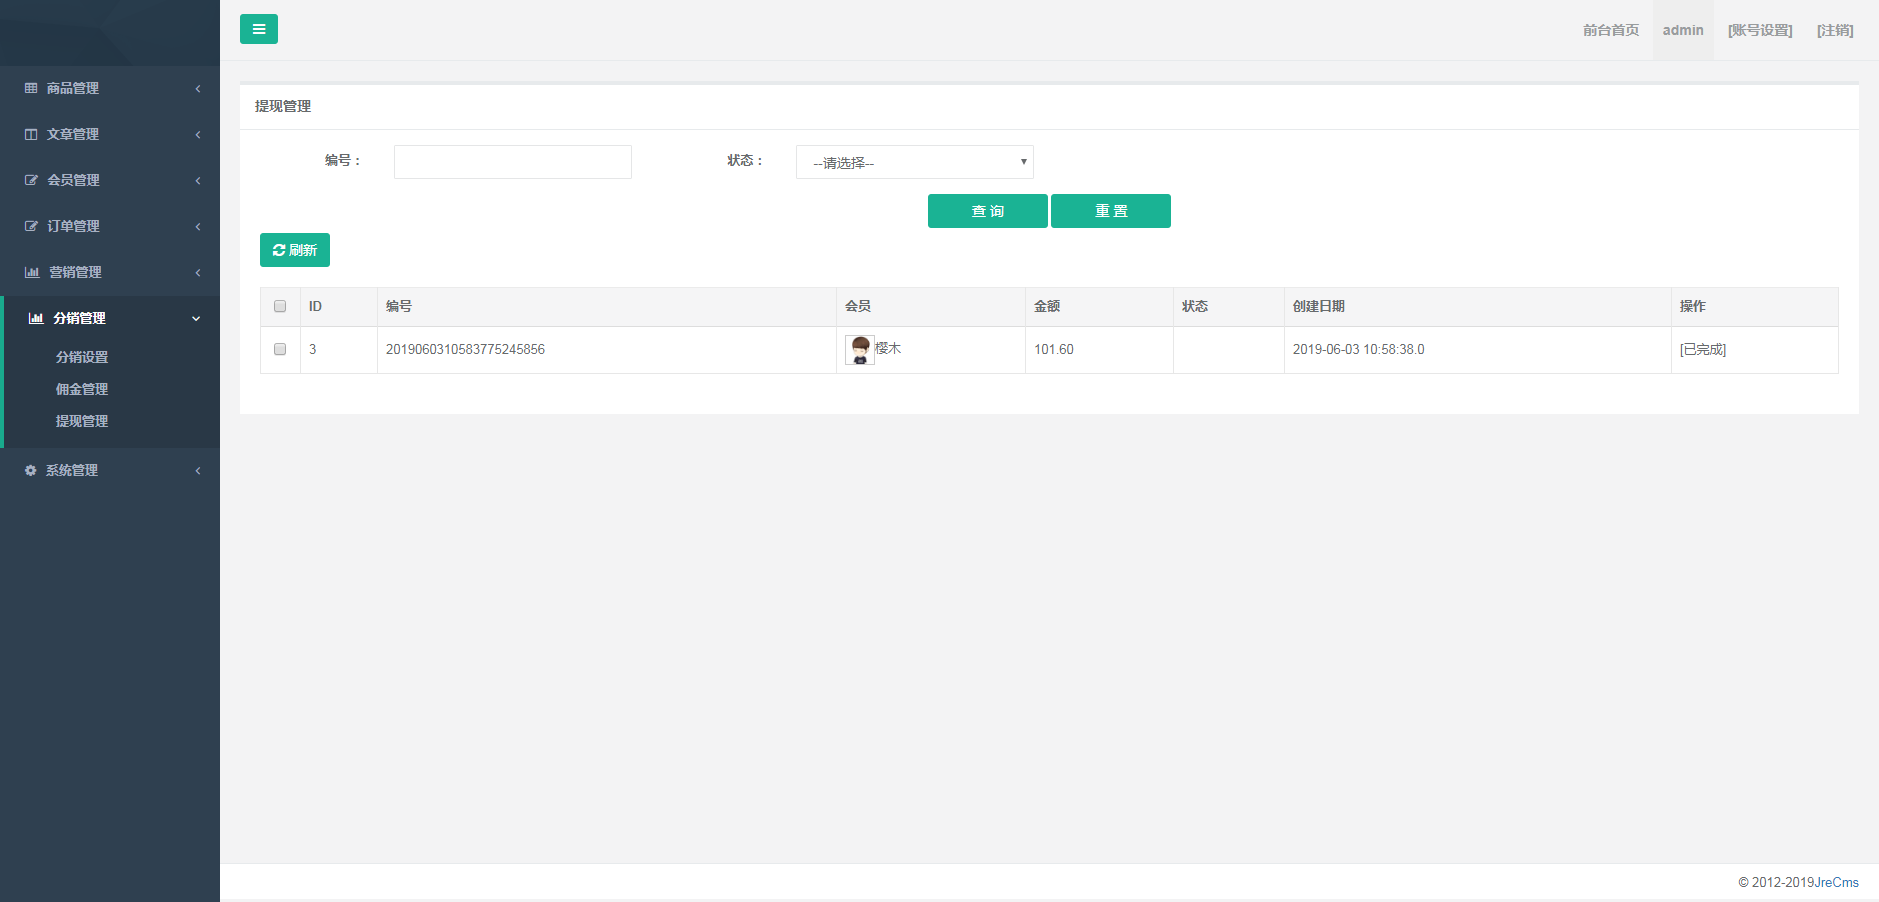 前台首页 admin [账号设置] [注销]
商品管理
文章管理
会员管理
订单管理
营销管理
分销管理
分销设置
佣金管理
提现管理
系统管理
提现管理
编号： 状态： --请选择--
查 询 重 置
刷新
ID 编号 会员 金额 状态 创建日期 操作
3 2019060310583775245856 樱木 101.60 2019-06-03 10:58:38.0 [已完成]
© 2012-2019JreCms